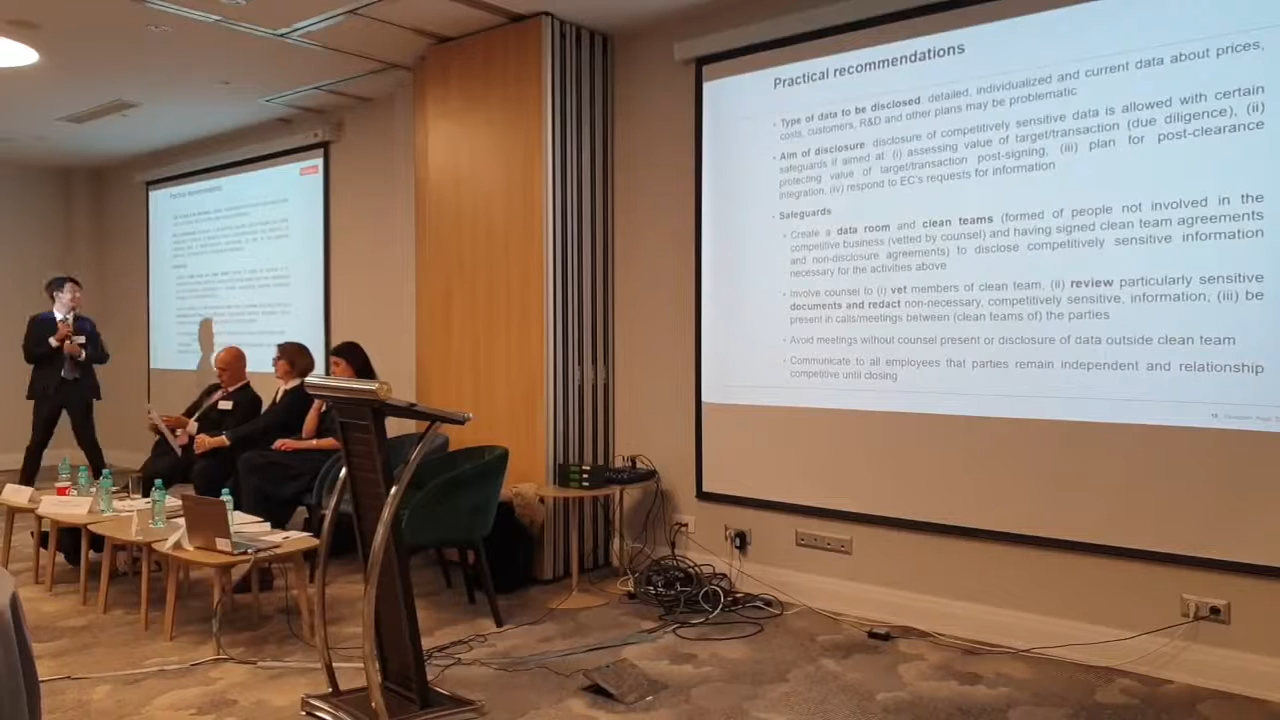 Practical recommendations
• Type of data to be disclosed: detailed, individualized and current data about prices,
costs, customers, R&D and other plans may be problematic
• Aim of disclosure: disclosure of competitively sensitive data is allowed with certain
safeguards if aimed at: (i) assessing value of target/transaction (due diligence), (ii)
protecting value of target/transaction post-signing, (iii) plan for post-clearance
integration, (iv) respond to EC's requests for information
• Safeguards
• Create a data room and clean teams (formed of people not involved in the
competitive business (vetted by counsel) and having signed clean team agreements
and non-disclosure agreements) to disclose competitively sensitive information
necessary for the activities above
• Involve counsel to (i) vet members of clean team, (ii) review particularly sensitive
documents and redact non-necessary, competitively sensitive, information, (iii) be
present in calls/meetings between (clean teams of) the parties
• Avoid meetings without counsel present or disclosure of data outside clean team
• Communicate to all employees that parties remain independent and relationship
competitive until closing
Practical recommendations